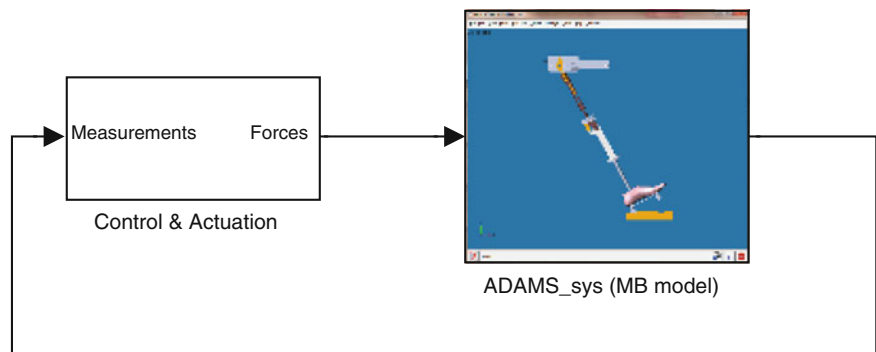 Measurements Forces
Control & Actuation
ADAMS_sys (MB model)